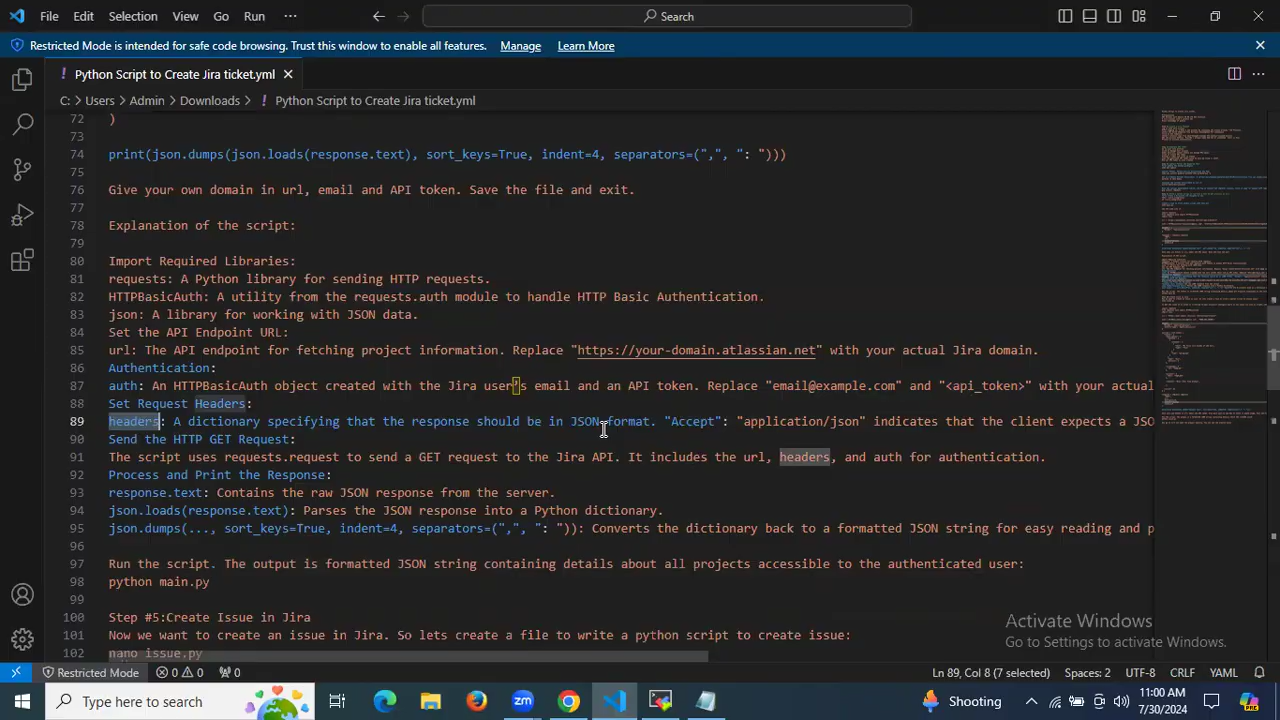 File Edit Selection View Go Run ··· Search
Restricted Mode is intended for safe code browsing. Trust this window to enable all features. Manage Learn More
! Python Script to Create Jira ticket.yml
C: > Users > Admin > Downloads > ! Python Script to Create Jira ticket.yml
72 )
73
74 print(json.dumps(json.loads(response.text), sort_keys=True, indent=4, separators=(",", ": ")))
75
76 Give your own domain in url, email and API token. Save the file and exit.
77
78 Explanation of the script:
79
80 Import Required Libraries:
81 requests: A Python library used to make HTTP requests.
82 HTTPBasicAuth: A utility from the requests.auth module to handle HTTP Basic Authentication.
83 json: A library for working with JSON data.
84 Set the API Endpoint URL:
85 url: The API endpoint for fetching project information. Replace "https://your-domain.atlassian.net" with your actual Jira domain.
86 Authentication:
87 auth: An HTTPBasicAuth object created with the Jira user's email and an API token. Replace "email@example.com" and "<api_token>" with your actual
88 Set Request Headers:
89 headers: A dictionary specifying that the response should be in JSON format. "Accept": "application/json" indicates that the client expects a JSO
90 Send the HTTP GET Request:
91 The script uses requests.request to send a GET request to the Jira API. It includes the url, headers, and auth for authentication.
92 Process and Print the Response:
93 response.text: Contains the raw JSON response from the server.
94 json.loads(response.text): Parses the JSON response into a Python dictionary.
95 json.dumps(..., sort_keys=True, indent=4, separators=(",", ": ")): Converts the dictionary back to a formatted JSON string for easy reading and p
96
97 Run the script. The output is formatted JSON string containing details about all projects accessible to the authenticated user:
98 python main.py
99
100 Step #5:Create Issue in Jira
101 Now we want to create an issue in Jira. So lets create a file to write a python script to create issue:
102 nano issue.py
Activate Windows
Go to Settings to activate Windows.
Restricted Mode 0 0 0 Ln 89, Col 8 (7 selected) Spaces: 2 UTF-8 CRLF YAML
Type here to search zm Shooting 11:00 AM
7/30/2024